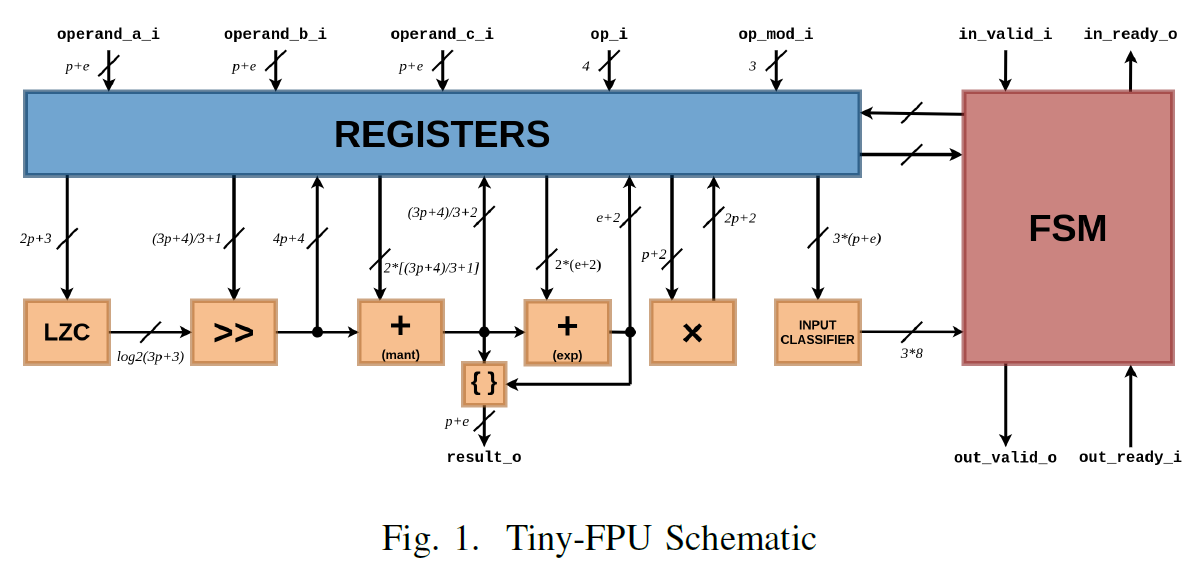 operand_a_i operand_b_i operand_c_i op_i op_mod_i in_valid_i in_ready_o
p+e p+e p+e 4 3
REGISTERS
FSM
2p+3 (3p+4)/3+1 4p+4 2*[(3p+4)/3+1] (3p+4)/3+2 2*(e+2) e+2 p+2 2p+2 3*(p+e)
LZC >> + + × INPUT
(mant) (exp) CLASSIFIER
log2(3p+3) { } 3*8
p+e
result_o out_valid_o out_ready_i
Fig. 1. Tiny-FPU Schematic